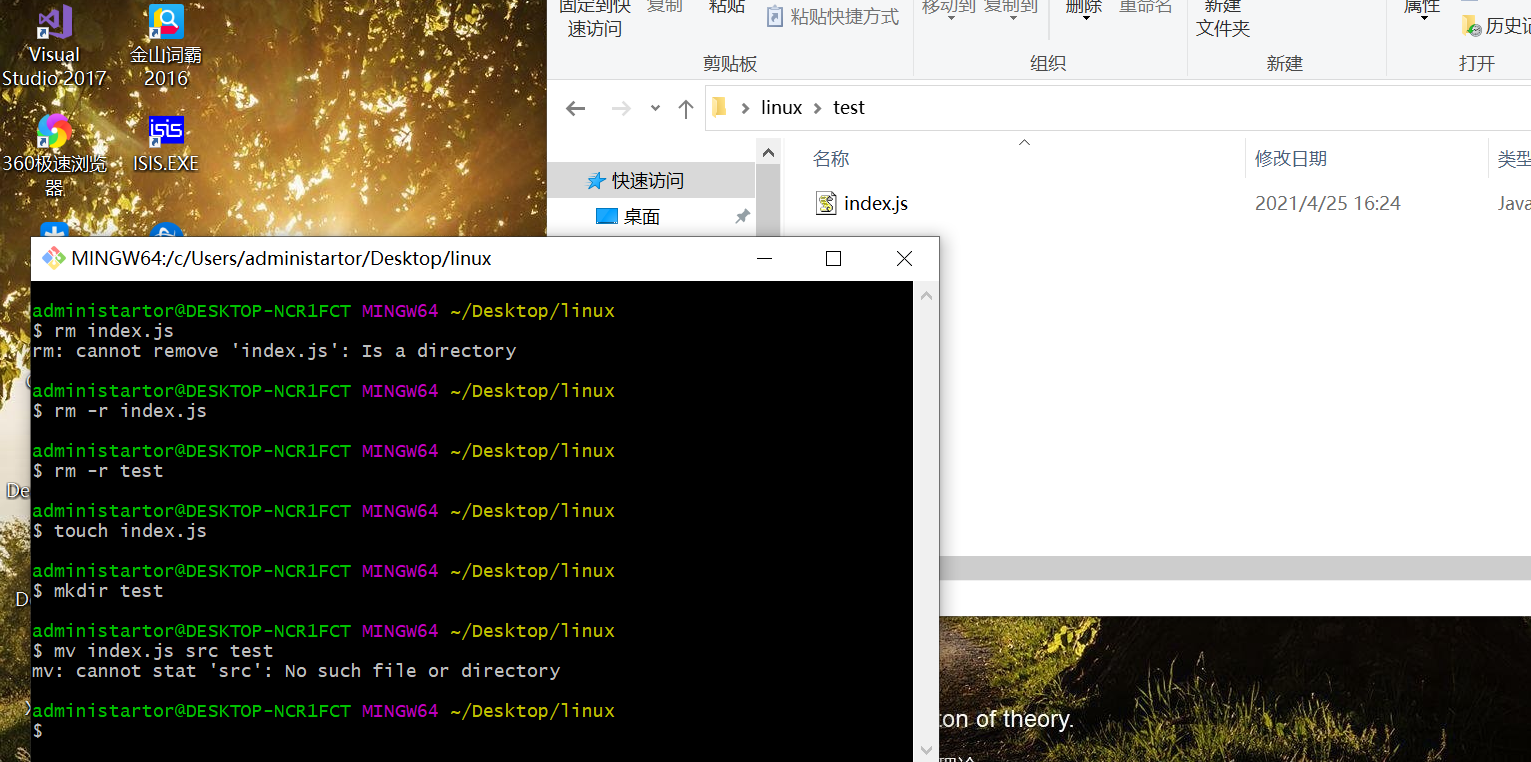 Visual
Studio 2017
金山词霸
2016
360极速浏览
器
ISIS.EXE
固定到快
速访问
复制
粘贴
粘贴快捷方式
移动到
复制到
删除
重命名
新建
文件夹
属性
历史记
剪贴板
组织
新建
打开
linux
test
名称
修改日期
类型
快速访问
桌面
index.js
2021/4/25 16:24
Java
MINGW64:/c/Users/administartor/Desktop/linux
administartor@DESKTOP-NCR1FCT MINGW64 ~/Desktop/linux
$ rm index.js
rm: cannot remove 'index.js': Is a directory
administartor@DESKTOP-NCR1FCT MINGW64 ~/Desktop/linux
$ rm -r index.js
administartor@DESKTOP-NCR1FCT MINGW64 ~/Desktop/linux
$ rm -r test
administartor@DESKTOP-NCR1FCT MINGW64 ~/Desktop/linux
$ touch index.js
administartor@DESKTOP-NCR1FCT MINGW64 ~/Desktop/linux
$ mkdir test
administartor@DESKTOP-NCR1FCT MINGW64 ~/Desktop/linux
$ mv index.js src test
mv: cannot stat 'src': No such file or directory
administartor@DESKTOP-NCR1FCT MINGW64 ~/Desktop/linux
$
De
D
ton of theory.